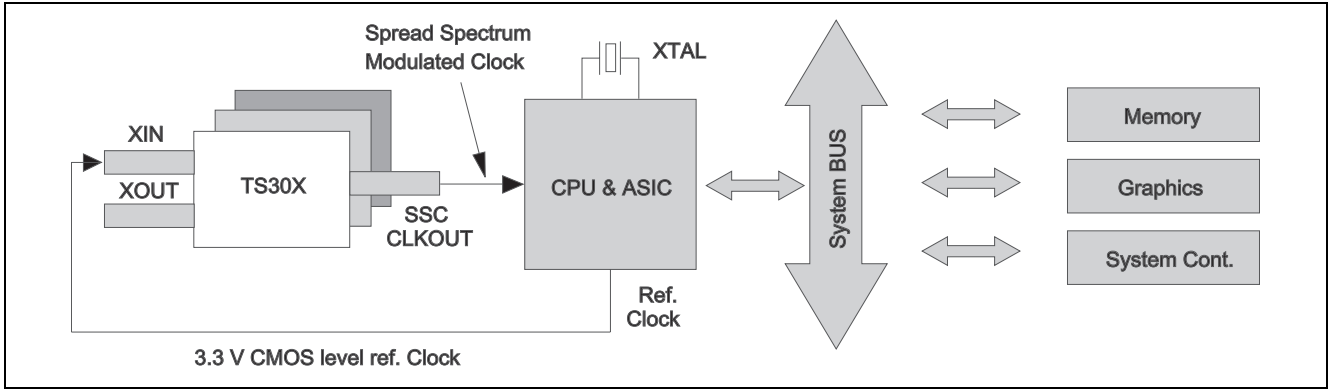 Spread Spectrum
Modulated Clock
XTAL
XIN
XOUT
TS30X
SSC
CLKOUT
CPU & ASIC
System BUS
Memory
Graphics
System Cont.
Ref.
Clock
3.3 V CMOS level ref. Clock